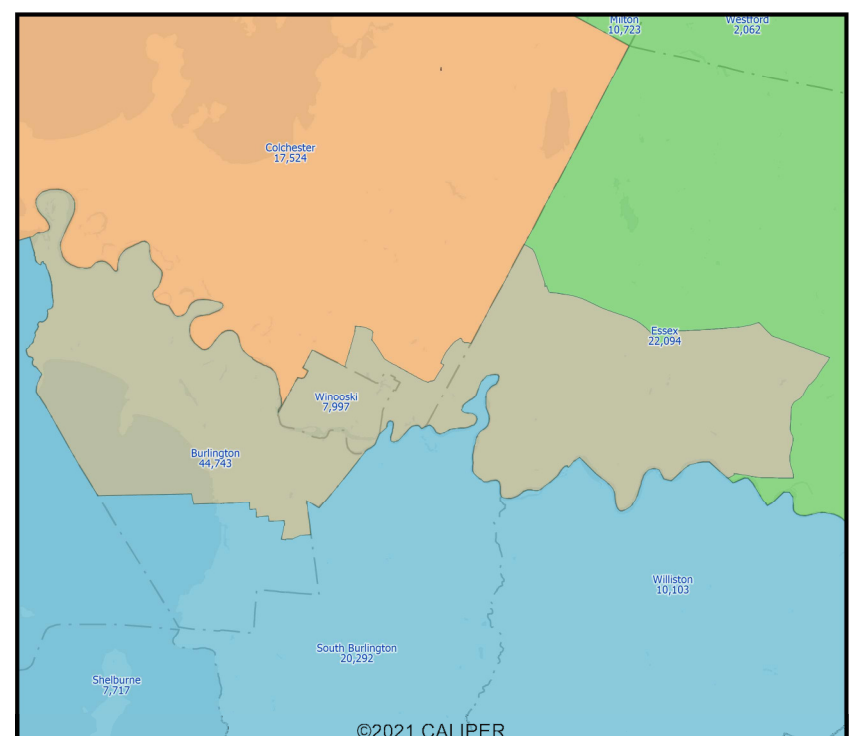 Milton
10,723
Westford
2,062
Colchester
17,524
Essex
22,094
Winooski
7,997
Burlington
44,743
Williston
10,103
South Burlington
20,292
Shelburne
7,717
©2021 CALIPER